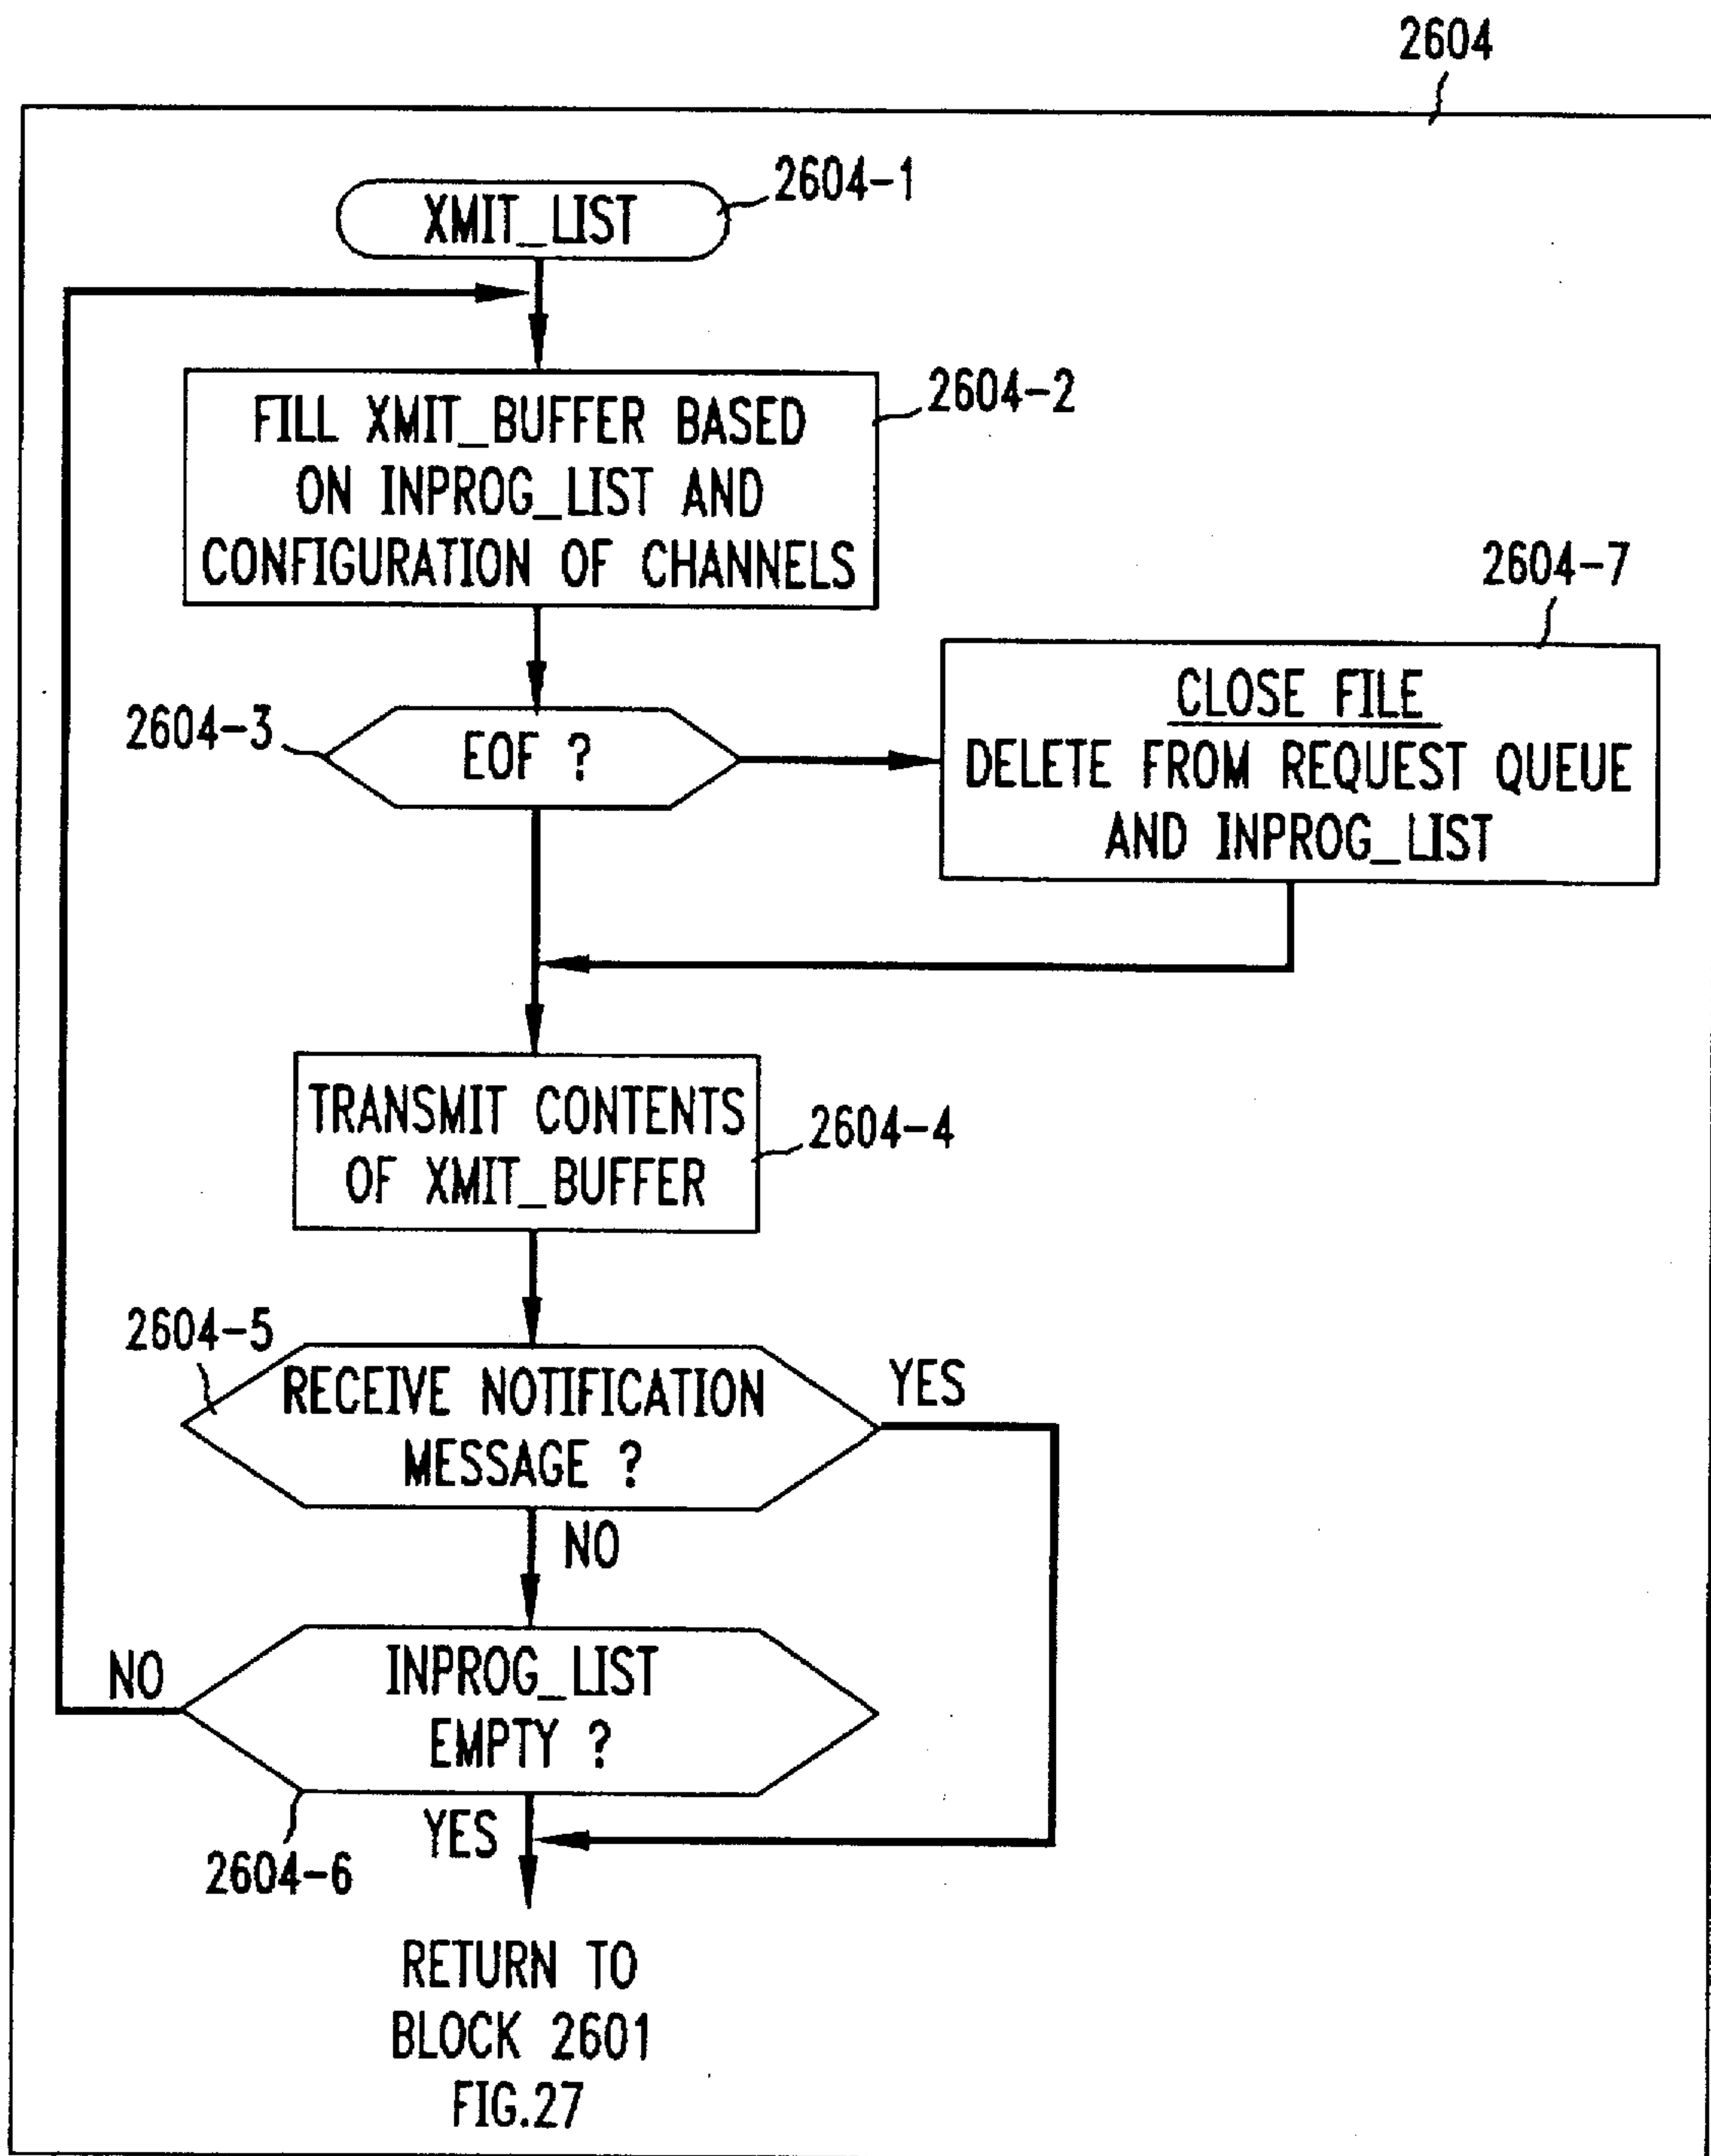 2604
XMIT_LIST
2604-1
FILL XMIT_BUFFER BASED
ON INPROG_LIST AND
CONFIGURATION OF CHANNELS
2604-2
2604-3
EOF ?
2604-7
CLOSE FILE
DELETE FROM REQUEST QUEUE
AND INPROG_LIST
TRANSMIT CONTENTS
OF XMIT_BUFFER
2604-4
2604-5
RECEIVE NOTIFICATION
MESSAGE ?
YES
NO
INPROG_LIST
EMPTY ?
NO
YES
2604-6
RETURN TO
BLOCK 2601
FIG.27